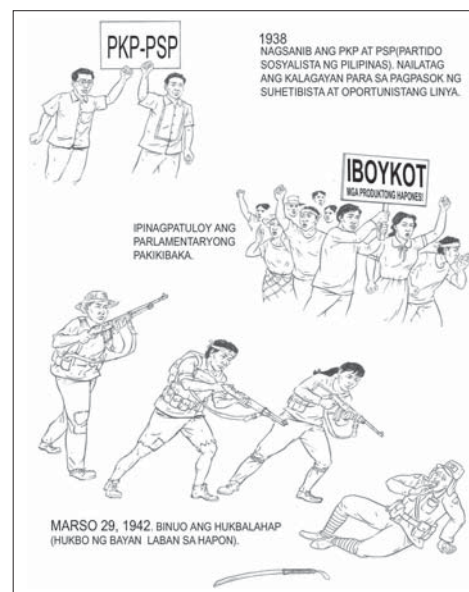 PKP-PSP
1938
NAGSANIB ANG PKP AT PSP(PARTIDO
SOSYALISTA NG PILIPINAS). NAILATAG
ANG KALAGAYAN PARA SA PAGPASOK NG
SUHETIBISTA AT OPORTUNISTANG LINYA.
IBOYKOT
MGA PRODUKTONG HAPONES!
IPINAGPATULOY ANG
PARLAMENTARYONG
PAKIKIBAKA.
MARSO 29, 1942. BINUO ANG HUKBALAHAP
(HUKBO NG BAYAN LABAN SA HAPON).